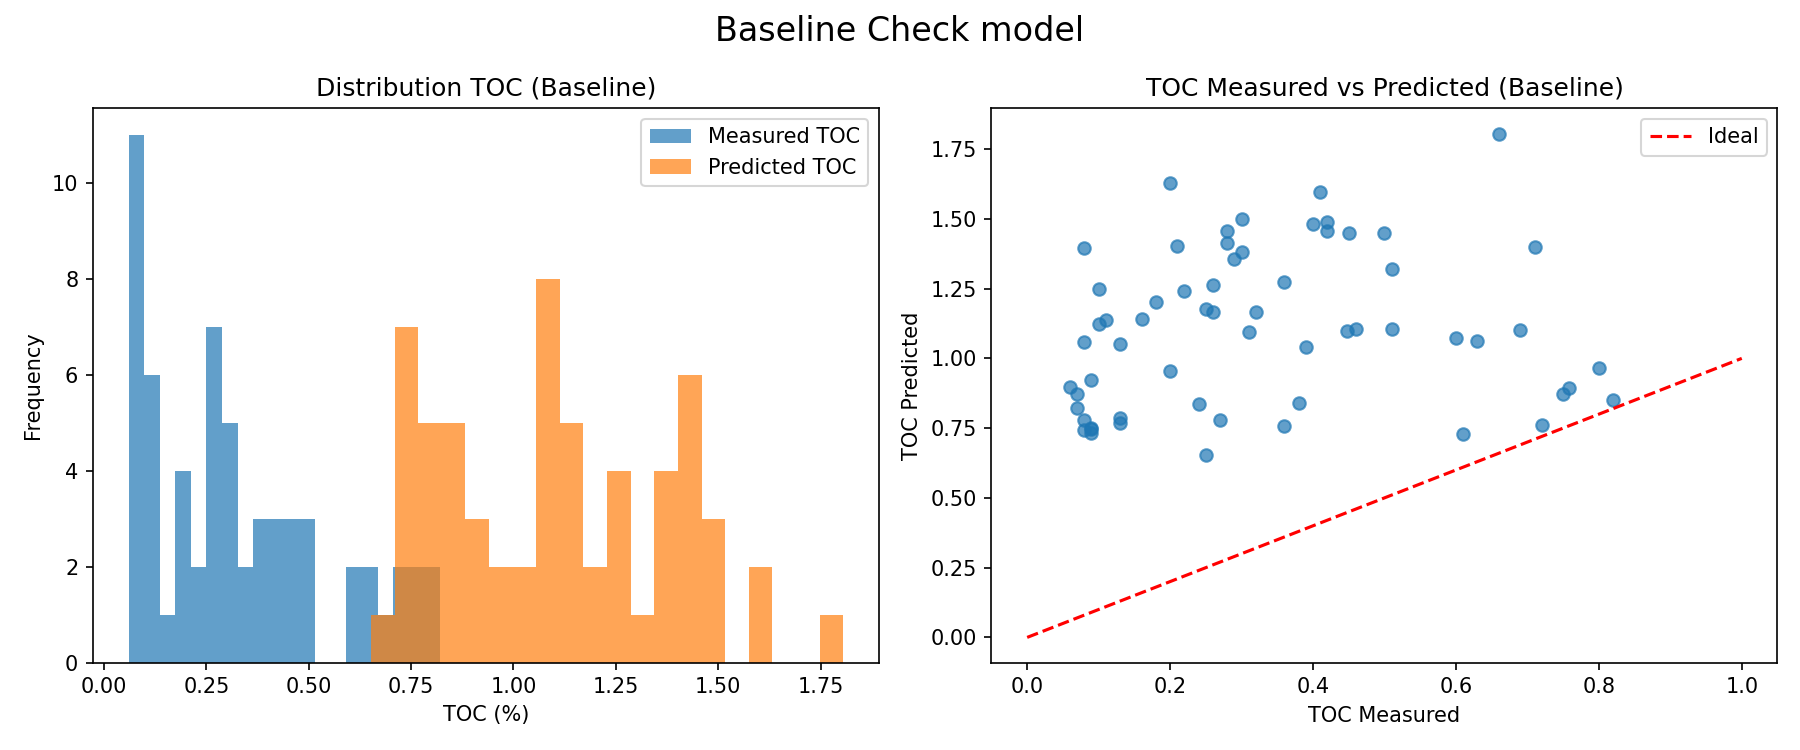 Baseline Check model
Distribution TOC (Baseline)
Measured TOC
Predicted TOC
Frequency
10
8
6
4
2
0
0.00 0.25 0.50 0.75 1.00 1.25 1.50 1.75
TOC (%)
TOC Measured vs Predicted (Baseline)
Ideal
TOC Predicted
1.75
1.50
1.25
1.00
0.75
0.50
0.25
0.00
0.0 0.2 0.4 0.6 0.8 1.0
TOC Measured